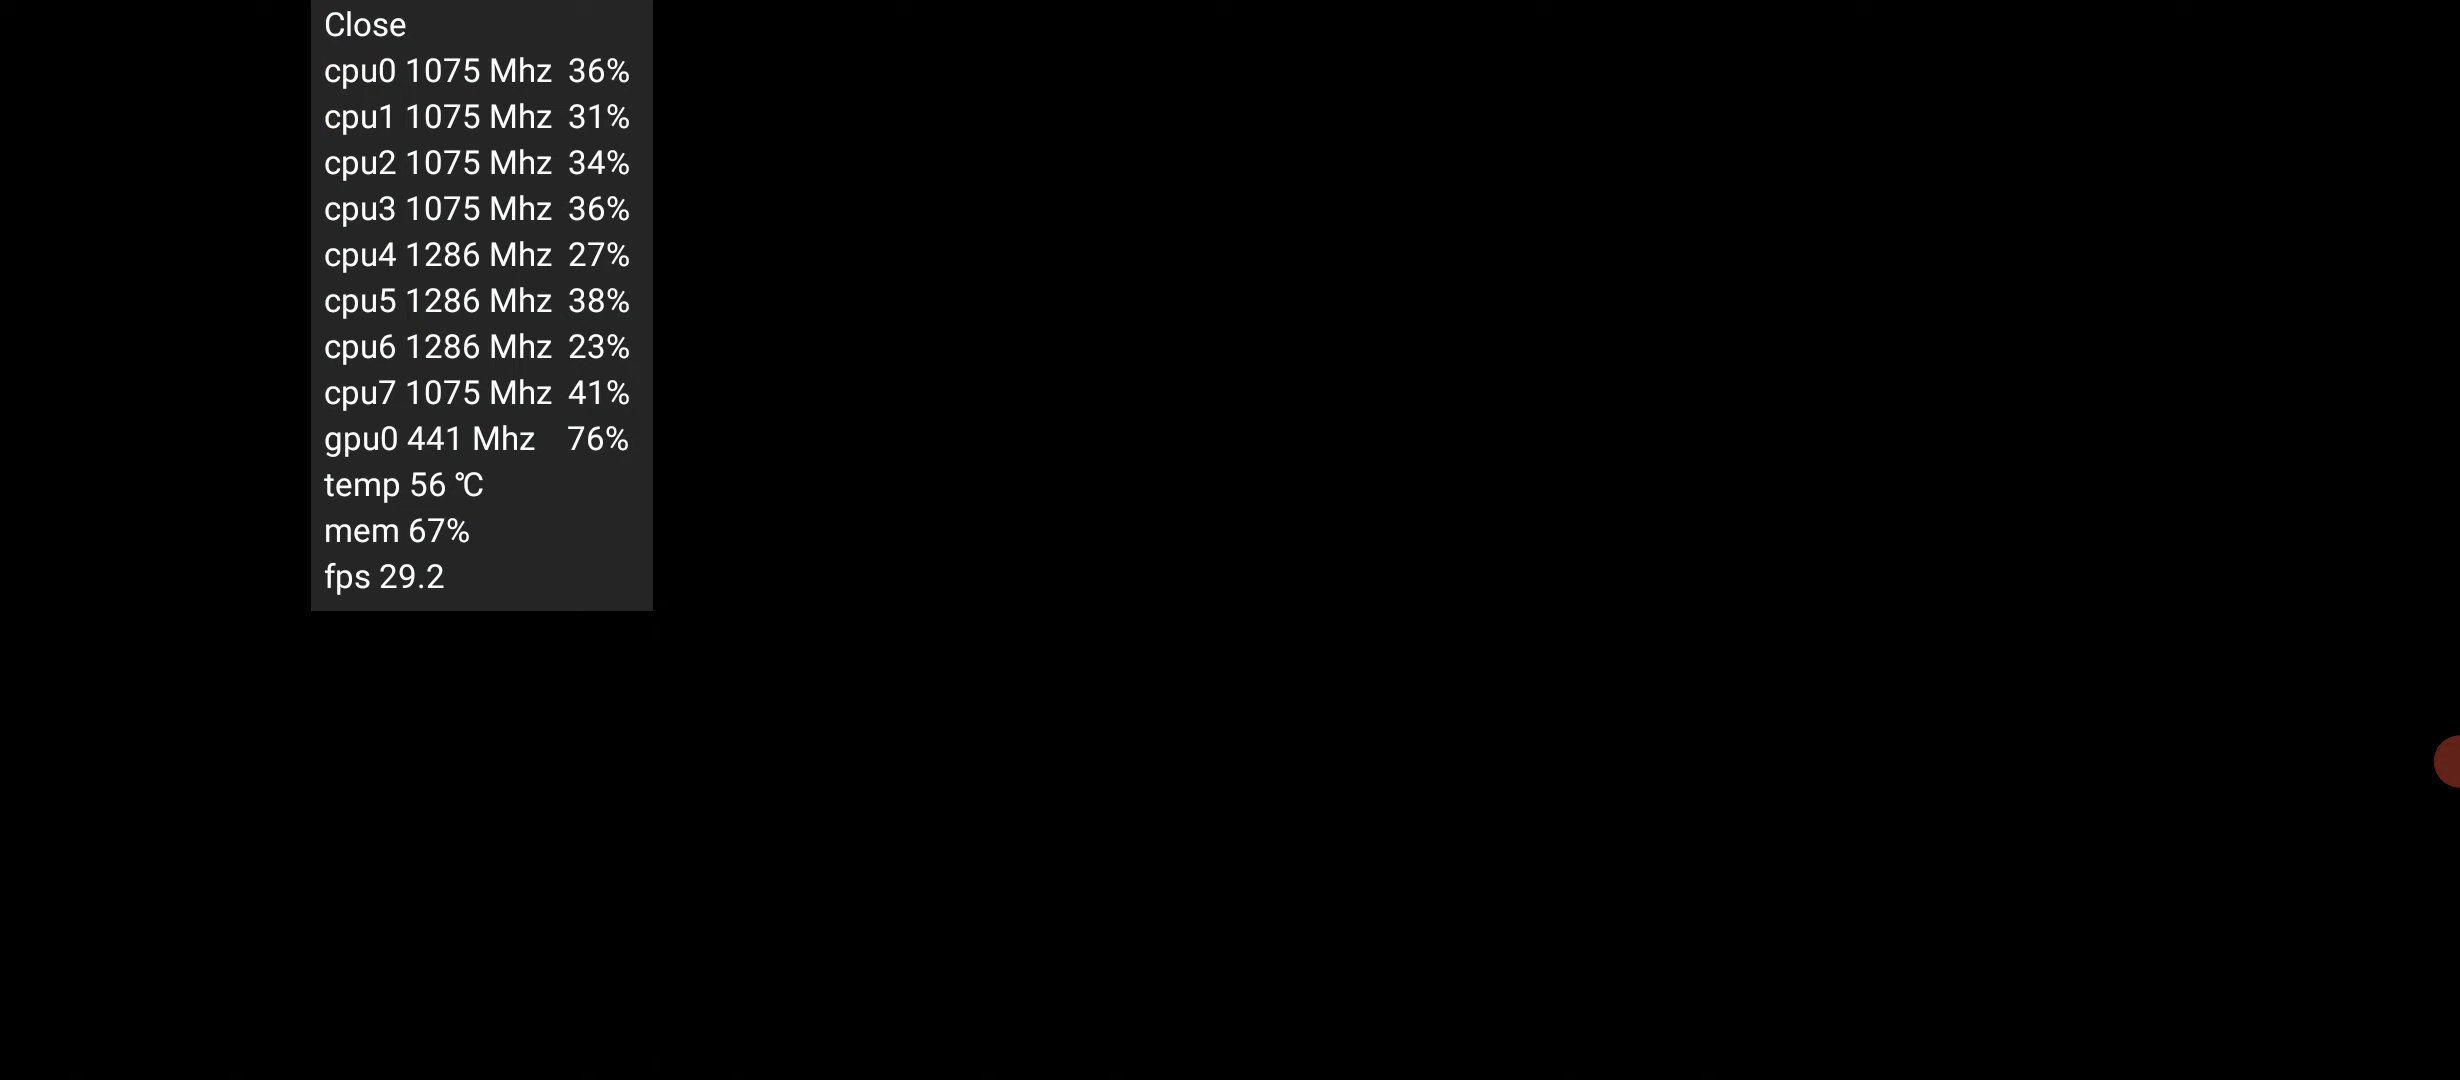 Close
cpu0 1075 Mhz 36%
cpu1 1075 Mhz 31%
cpu2 1075 Mhz 34%
cpu3 1075 Mhz 36%
cpu4 1286 Mhz 27%
cpu5 1286 Mhz 38%
cpu6 1286 Mhz 23%
cpu7 1075 Mhz 41%
gpu0 441 Mhz 76%
temp 56 ℃
mem 67%
fps 29.2